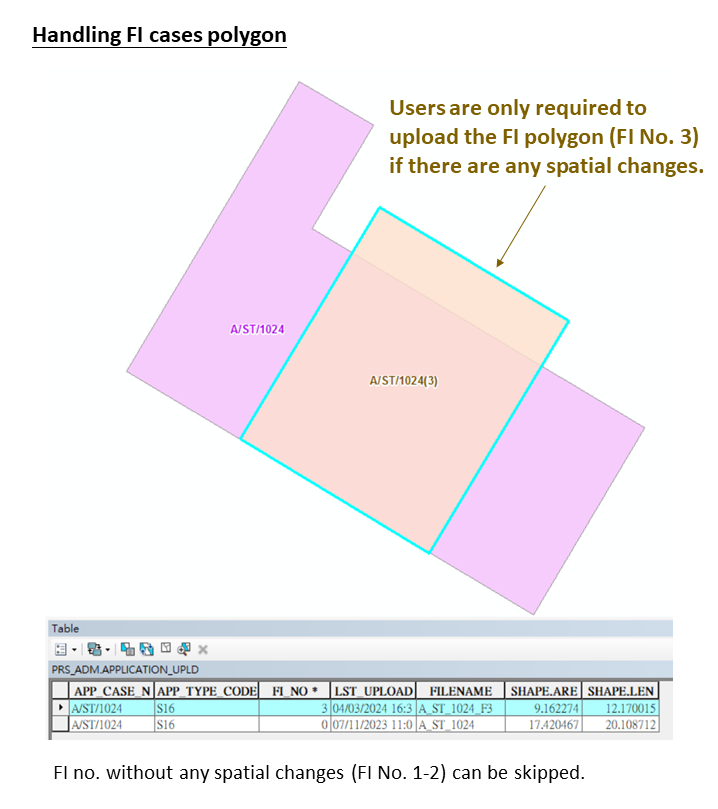 Handling FI cases polygon
Users are only required to
upload the FI polygon (FI No. 3)
if there are any spatial changes.
A/ST/1024
A/ST/1024(3)
Table
PRS_ADM.APPLICATION_UPLD
APP_CASE_N APP_TYPE_CODE FI_NO * LST_UPLOAD FILENAME SHAPE.ARE SHAPE.LEN
A/ST/1024 S16 3 04/03/2024 16:3 A_ST_1024_F3 9.162274 12.170015
A/ST/1024 S16 0 07/11/2023 11:0 A_ST_1024 17.420467 20.108712
FI no. without any spatial changes (FI No. 1-2) can be skipped.